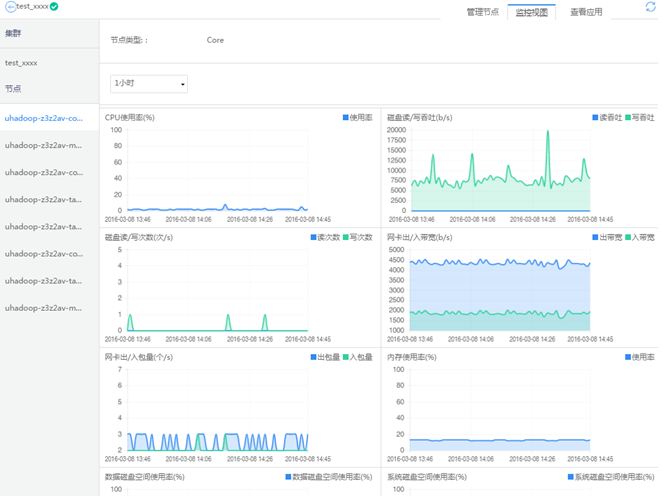 test_xxxx 管理节点 监控视图 查看应用
集群
节点类型: : Core
test_xxxx
节点
1小时
uhadoop-z3z2av-co...
uhadoop-z3z2av-m...
uhadoop-z3z2av-co...
uhadoop-z3z2av-ta...
uhadoop-z3z2av-ta...
uhadoop-z3z2av-co...
uhadoop-z3z2av-ta...
uhadoop-z3z2av-m...
CPU使用率(%) 使用率
100
80
60
40
20
0
2016-03-08 13:46 2016-03-08 14:06 2016-03-08 14:26 2016-03-08 14:45
磁盘读/写吞吐(b/s) 读吞吐 写吞吐
20000
17500
15000
12500
10000
7500
5000
2500
0
2016-03-08 13:46 2016-03-08 14:06 2016-03-08 14:26 2016-03-08 14:45
磁盘读/写次数(次/s) 读次数 写次数
5
4
3
2
1
0
2016-03-08 13:46 2016-03-08 14:06 2016-03-08 14:26 2016-03-08 14:45
网卡出/入带宽(b/s) 出带宽 入带宽
5000
4500
4000
3500
3000
2500
2000
1500
1000
2016-03-08 13:46 2016-03-08 14:06 2016-03-08 14:26 2016-03-08 14:45
网卡出/入包量(个/s) 出包量 入包量
7
6
5
4
3
2
2016-03-08 13:46 2016-03-08 14:06 2016-03-08 14:26 2016-03-08 14:45
内存使用率(%) 使用率
100
80
60
40
20
0
2016-03-08 13:46 2016-03-08 14:06 2016-03-08 14:26 2016-03-08 14:45
数据磁盘空间使用率(%) 数据磁盘空间使用率(%)
100
系统磁盘空间使用率(%) 系统磁盘空间使用率(%)
100